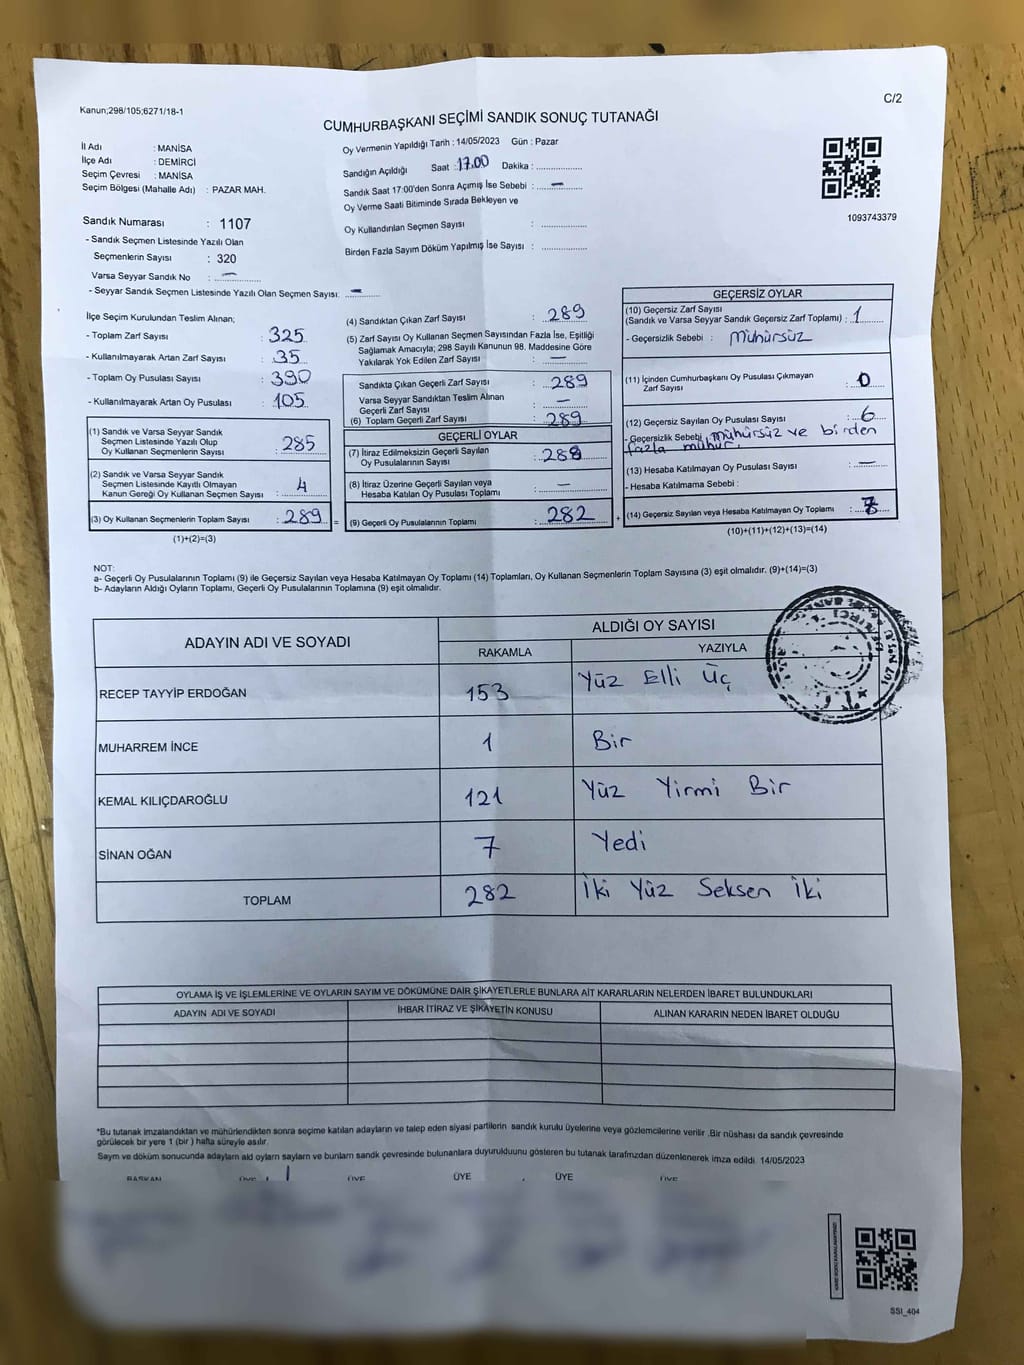 Kanun;298/105;6271/18-1
C/2
CUMHURBAŞKANI SEÇİMİ SANDIK SONUÇ TUTANAĞI
İl Adı : MANİSA
İlçe Adı : DEMİRCİ
Seçim Çevresi : MANİSA
Seçim Bölgesi (Mahalle Adı) : PAZAR MAH.
Oy Vermenin Yapıldığı Tarih : 14/05/2023 Gün : Pazar
Sandığın Açıldığı Saat : 17.00 Dakika :
Sandık Saat 17:00'den Sonra Açımış İse Sebebi : —
Oy Verme Saati Bitiminde Sırada Bekleyen ve
Oy Kullandırılan Seçmen Sayısı :
Birden Fazla Sayım Döküm Yapılmış İse Sayısı :
1093743379
Sandık Numarası : 1107
- Sandık Seçmen Listesinde Yazılı Olan
Seçmenlerin Sayısı : 320
Varsa Seyyar Sandık No : —
- Seyyar Sandık Seçmen Listesinde Yazılı Olan Seçmen Sayısı: —
İlçe Seçim Kurulundan Teslim Alınan;
- Toplam Zarf Sayısı : 325
- Kullanılmayarak Artan Zarf Sayısı : 35
- Toplam Oy Pusulası Sayısı : 390
- Kullanılmayarak Artan Oy Pusulası : 105
(1) Sandık ve Varsa Seyyar Sandık
Seçmen Listesinde Yazılı Olup
Oy Kullanan Seçmenlerin Sayısı : 285
(2) Sandık ve Varsa Seyyar Sandık
Seçmen Listesinde Kayıtlı Olmayan
Kanun Gereği Oy Kullanan Seçmen Sayısı : 4
(3) Oy Kullanan Seçmenlerin Toplam Sayısı : 289 =
(1)+(2)=(3)
(4) Sandıktan Çıkan Zarf Sayısı : 289
(5) Zarf Sayısı Oy Kullanan Seçmen Sayısından Fazla İse, Eşitliği
Sağlamak Amacıyla; 298 Sayılı Kanunun 98. Maddesine Göre
Yakılarak Yok Edilen Zarf Sayısı : —
Sandıkta Çıkan Geçerli Zarf Sayısı : 289
Varsa Seyyar Sandıktan Teslim Alınan
Geçerli Zarf Sayısı : —
(6) Toplam Geçerli Zarf Sayısı : 289
GEÇERLİ OYLAR
(7) İtiraz Edilmeksizin Geçerli Sayılan
Oy Pusulalarının Sayısı : 288
(8) İtiraz Üzerine Geçerli Sayılan veya
Hesaba Katılan Oy Pusulası Toplamı : —
(9) Geçerli Oy Pusulalarının Toplamı : 282 +
GEÇERSİZ OYLAR
(10) Geçersiz Zarf Sayısı
(Sandık ve Varsa Seyyar Sandık Geçersiz Zarf Toplamı) : 1
- Geçersizlik Sebebi : Mühürsüz
(11) İçinden Cumhurbaşkanı Oy Pusulası Çıkmayan
Zarf Sayısı : 0
(12) Geçersiz Sayılan Oy Pusulası Sayısı : 6
- Geçersizlik Sebebi : mühürsüz ve birden
fazla mühür
(13) Hesaba Katılmayan Oy Pusulası Sayısı : —
- Hesaba Katılmama Sebebi :
(14) Geçersiz Sayılan veya Hesaba Katılmayan Oy Toplamı : 7
(10)+(11)+(12)+(13)=(14)
NOT:
a- Geçerli Oy Pusulalarının Toplamı (9) ile Geçersiz Sayılan veya Hesaba Katılmayan Oy Toplamı (14) Toplamları, Oy Kullanan Seçmenlerin Toplam Sayısına (3) eşit olmalıdır. (9)+(14)=(3)
b- Adayların Aldığı Oyların Toplamı, Geçerli Oy Pusulalarının Toplamına (9) eşit olmalıdır.
ADAYIN ADI VE SOYADI
ALDIĞI OY SAYISI
RAKAMLA YAZIYLA
RECEP TAYYİP ERDOĞAN 153 Yüz Elli Üç
MUHARREM İNCE 1 Bir
KEMAL KILIÇDAROĞLU 121 Yüz Yirmi Bir
SİNAN OĞAN 7 Yedi
TOPLAM 282 İki Yüz Seksen İki
OYLAMA İŞ VE İŞLEMLERİNE VE OYLARIN SAYIM VE DÖKÜMÜNE DAİR ŞİKAYETLERLE BUNLARA AİT KARARLARIN NELERDEN İBARET BULUNDUKLARI
ADAYIN ADI VE SOYADI İHBAR İTİRAZ VE ŞİKAYETİN KONUSU ALINAN KARARIN NEDEN İBARET OLDUĞU
*Bu tutanak imzalandıktan ve mühürlendikten sonra seçime katılan adayların ve talep eden siyasi partilerin sandık kurulu üyelerine veya gözlemcilerine verilir .Bir nüshası da sandık çevresinde
görülecek bir yere 1 (bir ) hafta süreyle asılır.
Sayım ve döküm sonucunda adayların ald oyların sayları ve bunların sandk çevresinde bulunanlara duyurulduunu gösteren bu tutanak tarafımzdan düzenlenerek imza edildi. 14/05/2023
BAŞKAN ÜYE ÜYE ÜYE ÜYE ÜYE
SSI_404